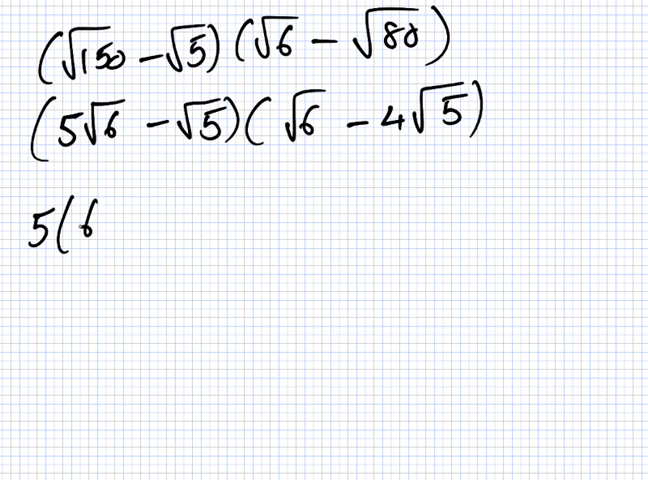 (√150 − √5)(√6 − √80)
(5√6 − √5)(√6 − 4√5)
5(6